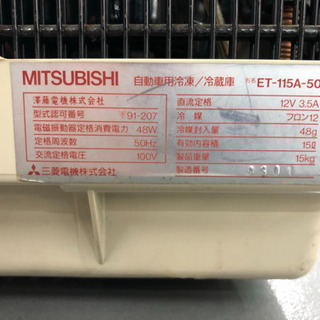 MITSUBISHI 自動車用冷凍/冷蔵庫 形名 ET-115A-50
澤藤電機株式会社
型式認可番号 〒91-207
電磁振動器定格消費電力 48W
定格周波数 50Hz
交流定格電圧 100V
三菱電機株式会社
直流定格 12V 3.5A
冷媒 フロン12
冷媒封入量 48g
有効内容積 15ℓ
製品重量 15kg
製造番号